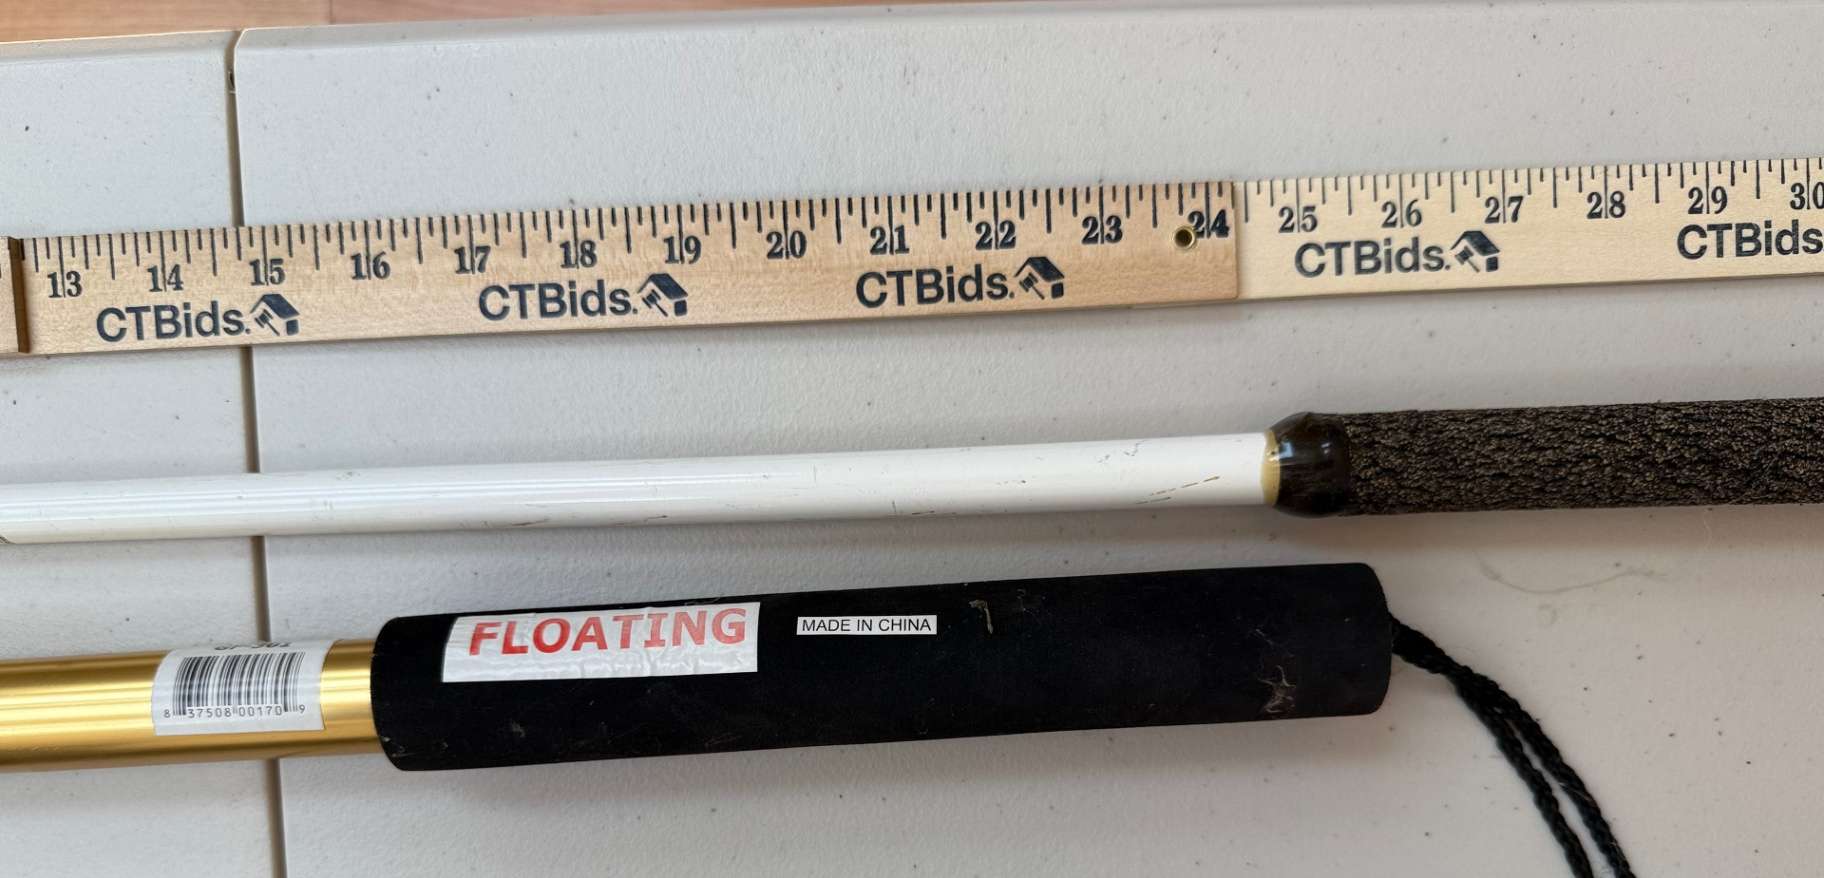 13 14 15 16 17 18 19 20 21 22 23 24 25 26 27 28 29 30
CTBids. CTBids. CTBids. CTBids. CTBids
FLOATING
MADE IN CHINA
8 37508 00170 9